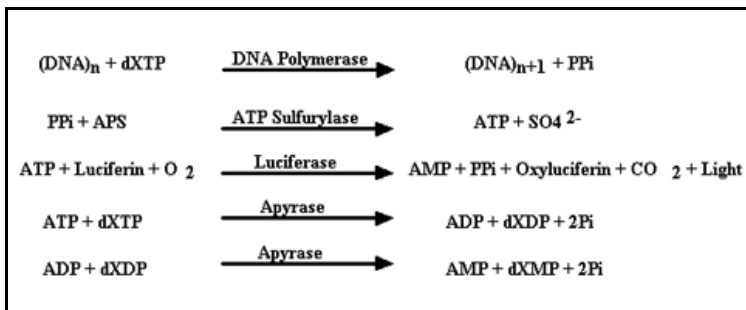 (DNA)n + dXTP DNA Polymerase (DNA)n+1 + PPi
PPi + APS ATP Sulfurylase ATP + SO4 2-
ATP + Luciferin + O 2 Luciferase AMP + PPi + Oxyluciferin + CO 2 + Light
ATP + dXTP Apyrase ADP + dXDP + 2Pi
ADP + dXDP Apyrase AMP + dXMP + 2Pi